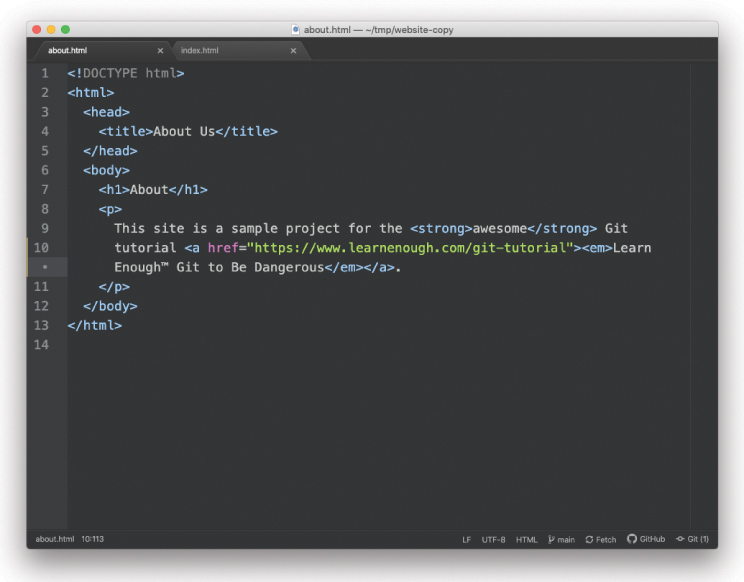 about.html — ~/tmp/website-copy
about.html × index.html ×
1 <!DOCTYPE html>
2 <html>
3 <head>
4 <title>About Us</title>
5 </head>
6 <body>
7 <h1>About</h1>
8 <p>
9 This site is a sample project for the <strong>awesome</strong> Git
10 tutorial <a href="https://www.learnenough.com/git-tutorial"><em>Learn
• Enough™ Git to Be Dangerous</em></a>.
11 </p>
12 </body>
13 </html>
14
about.html 10:113 LF UTF-8 HTML main Fetch GitHub Git (1)